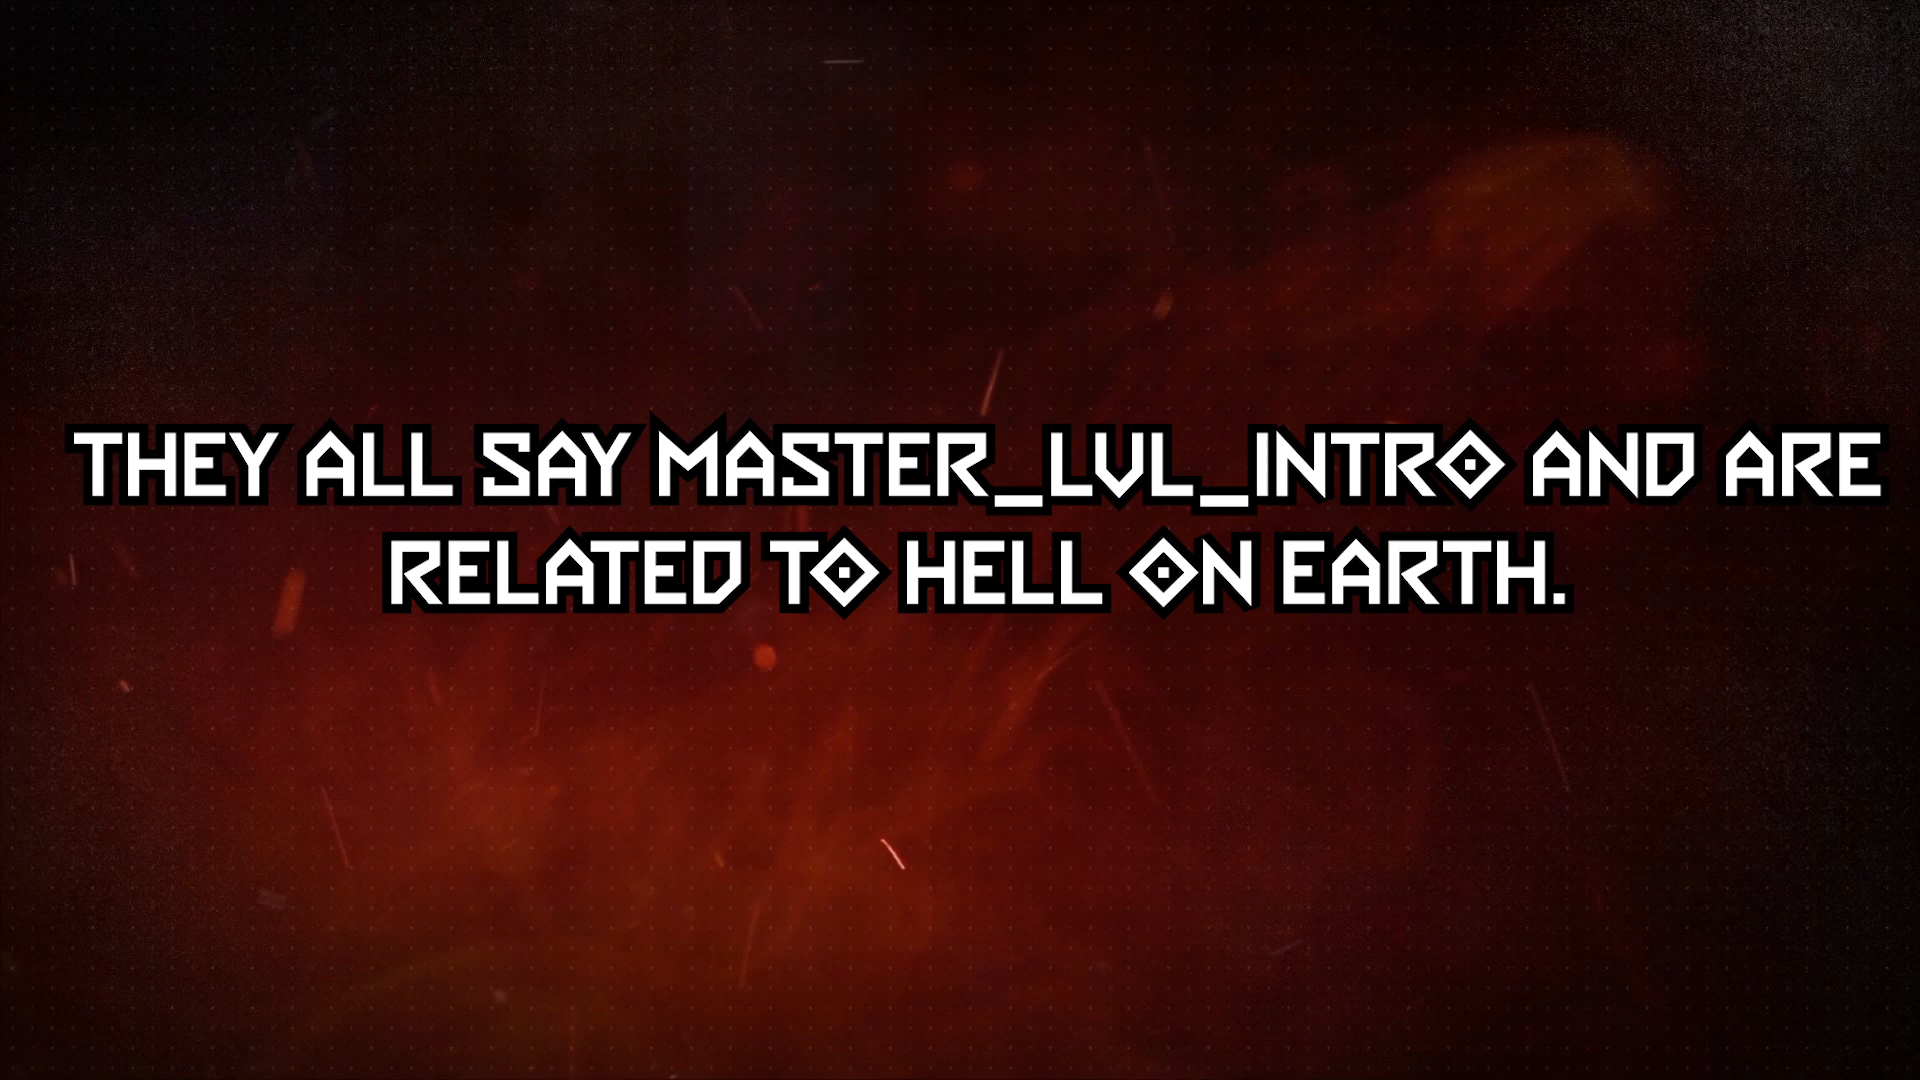 THEY ALL SAY MASTER_LVL_INTRO AND ARE
RELATED TO HELL ON EARTH.